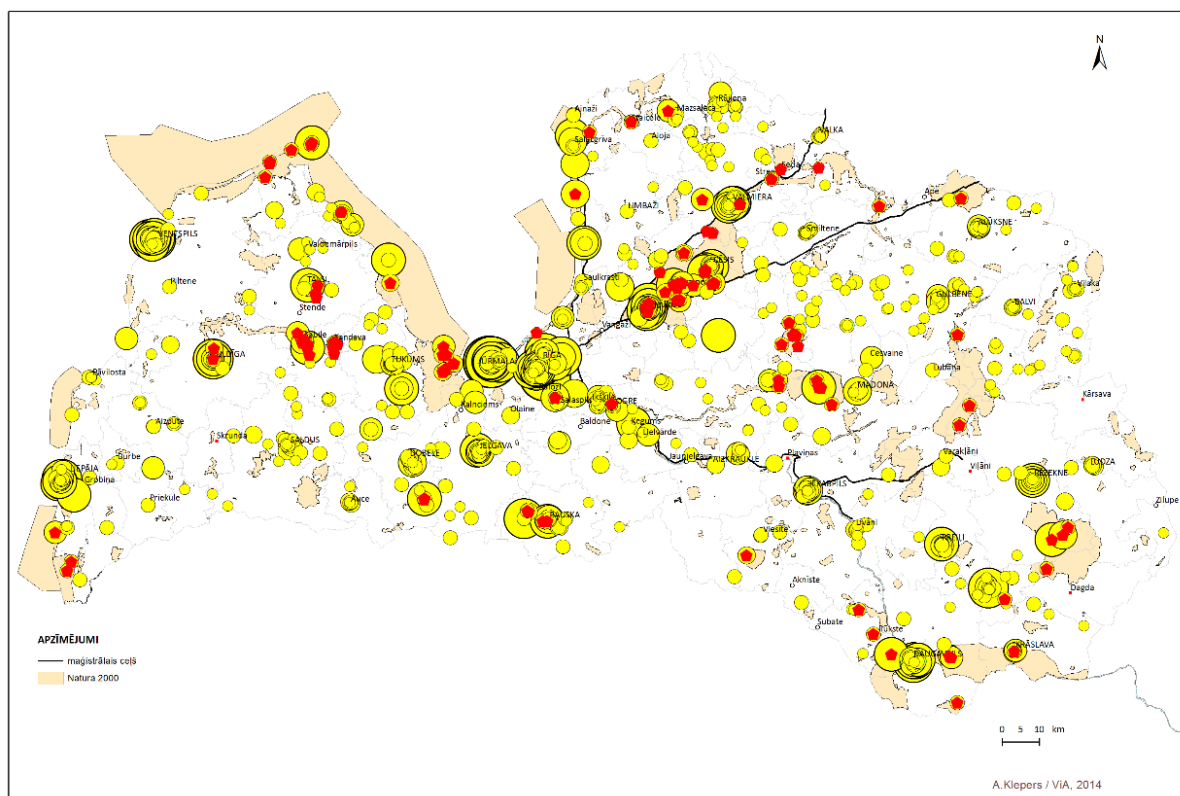 N
Ainaži
Mazsalaca
Rūjiena
Staicele
Aloja
VALKA
Salacgrīva
Seda
LIMBAŽI
VALMIERA
Ape
Smiltene
ALŪKSNE
VENTSPILS
Valdemārpils
CĒSIS
Piltene
TALSI
Saulkrasti
Viļaka
GULBENE
BALVI
Stende
Vangaži
Sabile
Kandava
RĪGA
JŪRMALA
KULDĪGA
TUKUMS
Cesvaine
Lubāna
MADONA
Pāvilosta
Kalnciems
Olaine
Salaspils
Ikšķile
OGRE
Kārsava
Aizpute
Skrunda
Baldone
Ķegums
Lielvārde
SALDUS
JELGAVA
DOBELE
Durbe
Jaunjelgava
AIZKRAUKLE
Pļaviņas
Varakļāni
Viļāni
LUDZA
LIEPĀJA
Grobiņa
RĒZEKNE
JĒKABPILS
Priekule
Auce
Zilupe
BAUSKA
Viesīte
Līvāni
PREIĻI
Aknīste
Dagda
Subate
Ilūkste
KRĀSLAVA
DAUGAVPILS
APZĪMĒJUMI
maģistrālais ceļš
Natura 2000
0 5 10 km
A.Klepers / ViA, 2014